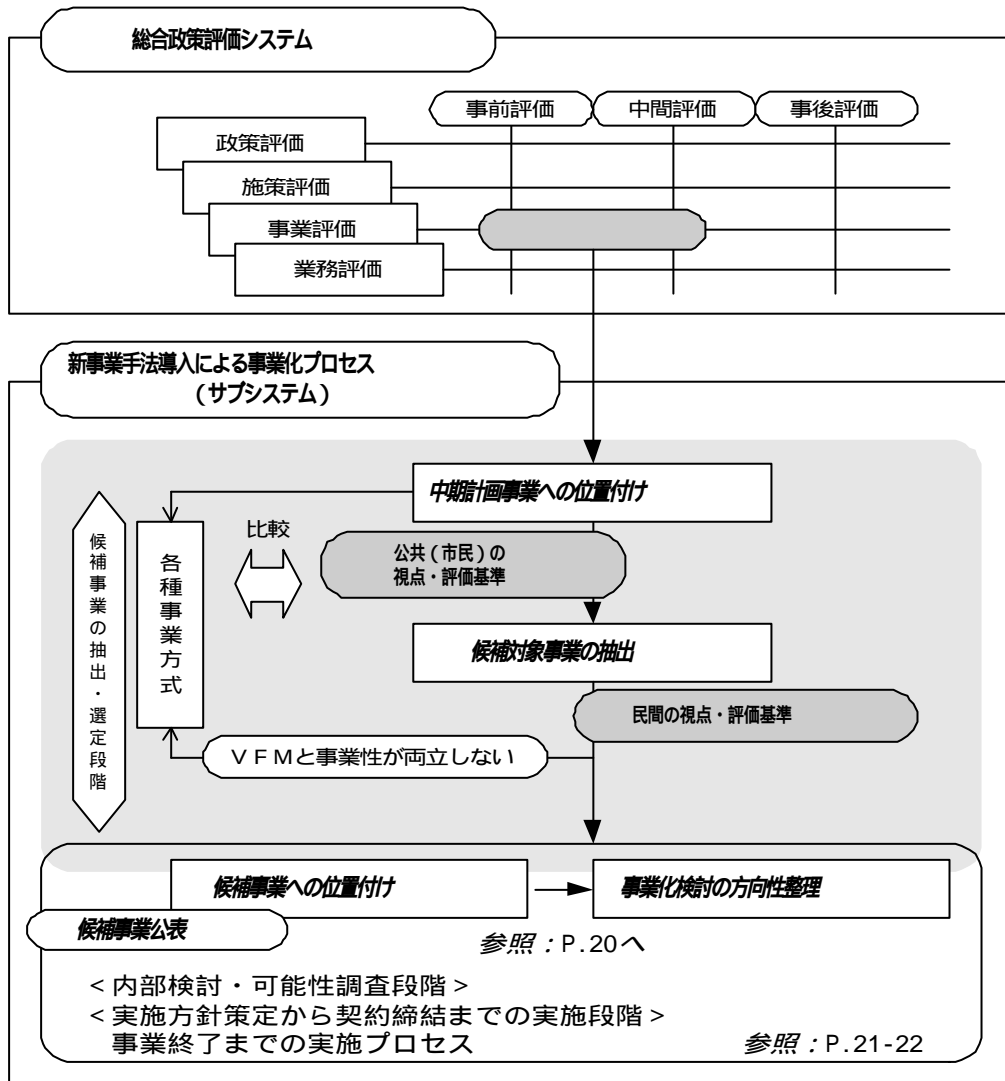 総合政策評価システム
事前評価
中間評価
事後評価
政策評価
施策評価
事業評価
業務評価
新事業手法導入による事業化プロセス
（サブシステム）
中期計画事業への位置付け
比較
公共（市民）の
視点・評価基準
各種事業方式
候補事業の抽出・選定段階
候補対象事業の抽出
民間の視点・評価基準
ＶＦＭと事業性が両立しない
候補事業への位置付け
事業化検討の方向性整理
候補事業公表
参照：P.20へ
＜内部検討・可能性調査段階＞
＜実施方針策定から契約締結までの実施段階＞
事業終了までの実施プロセス
参照：P.21-22